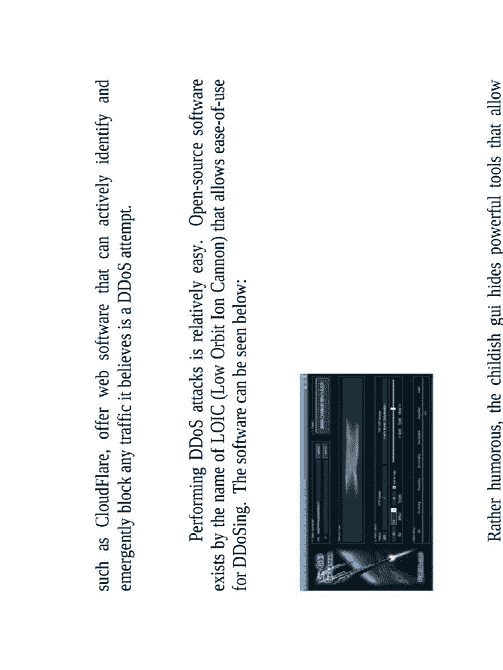 such as CloudFlare, offer web software that can actively identify and
emergently block any traffic it believes is a DDoS attempt.
Performing DDoS attacks is relatively easy. Open-source software
exists by the name of LOIC (Low Orbit Ion Cannon) that allows ease-of-use
for DDoSing. The software can be seen below:
Rather humorous, the childish gui hides powerful tools that allow